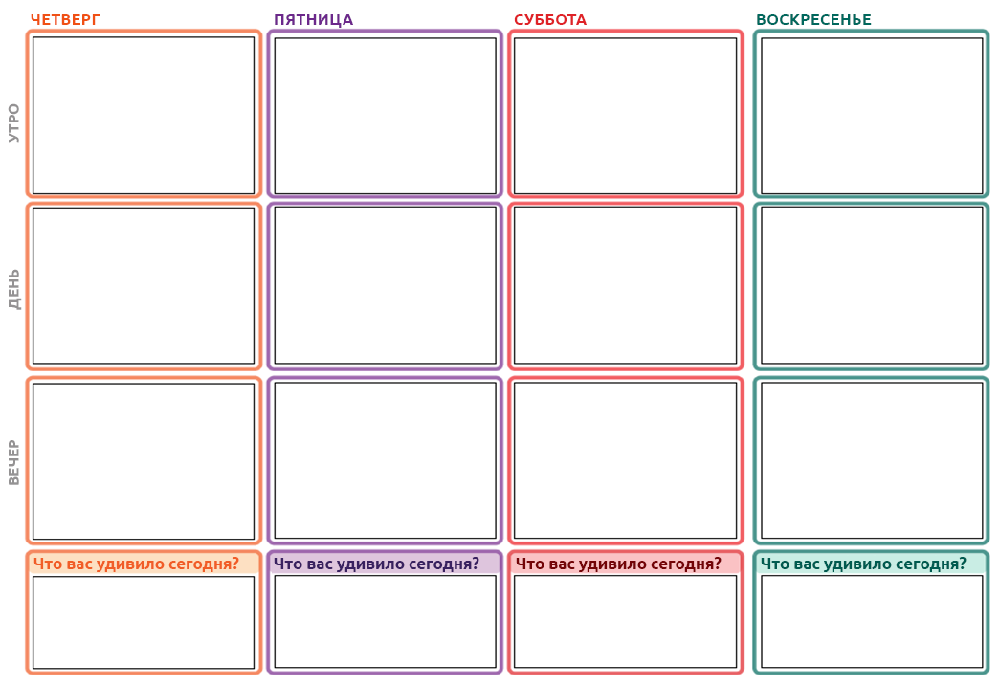 ЧЕТВЕРГ
ПЯТНИЦА
СУББОТА
ВОСКРЕСЕНЬЕ
УТРО
ДЕНЬ
ВЕЧЕР
Что вас удивило сегодня?
Что вас удивило сегодня?
Что вас удивило сегодня?
Что вас удивило сегодня?